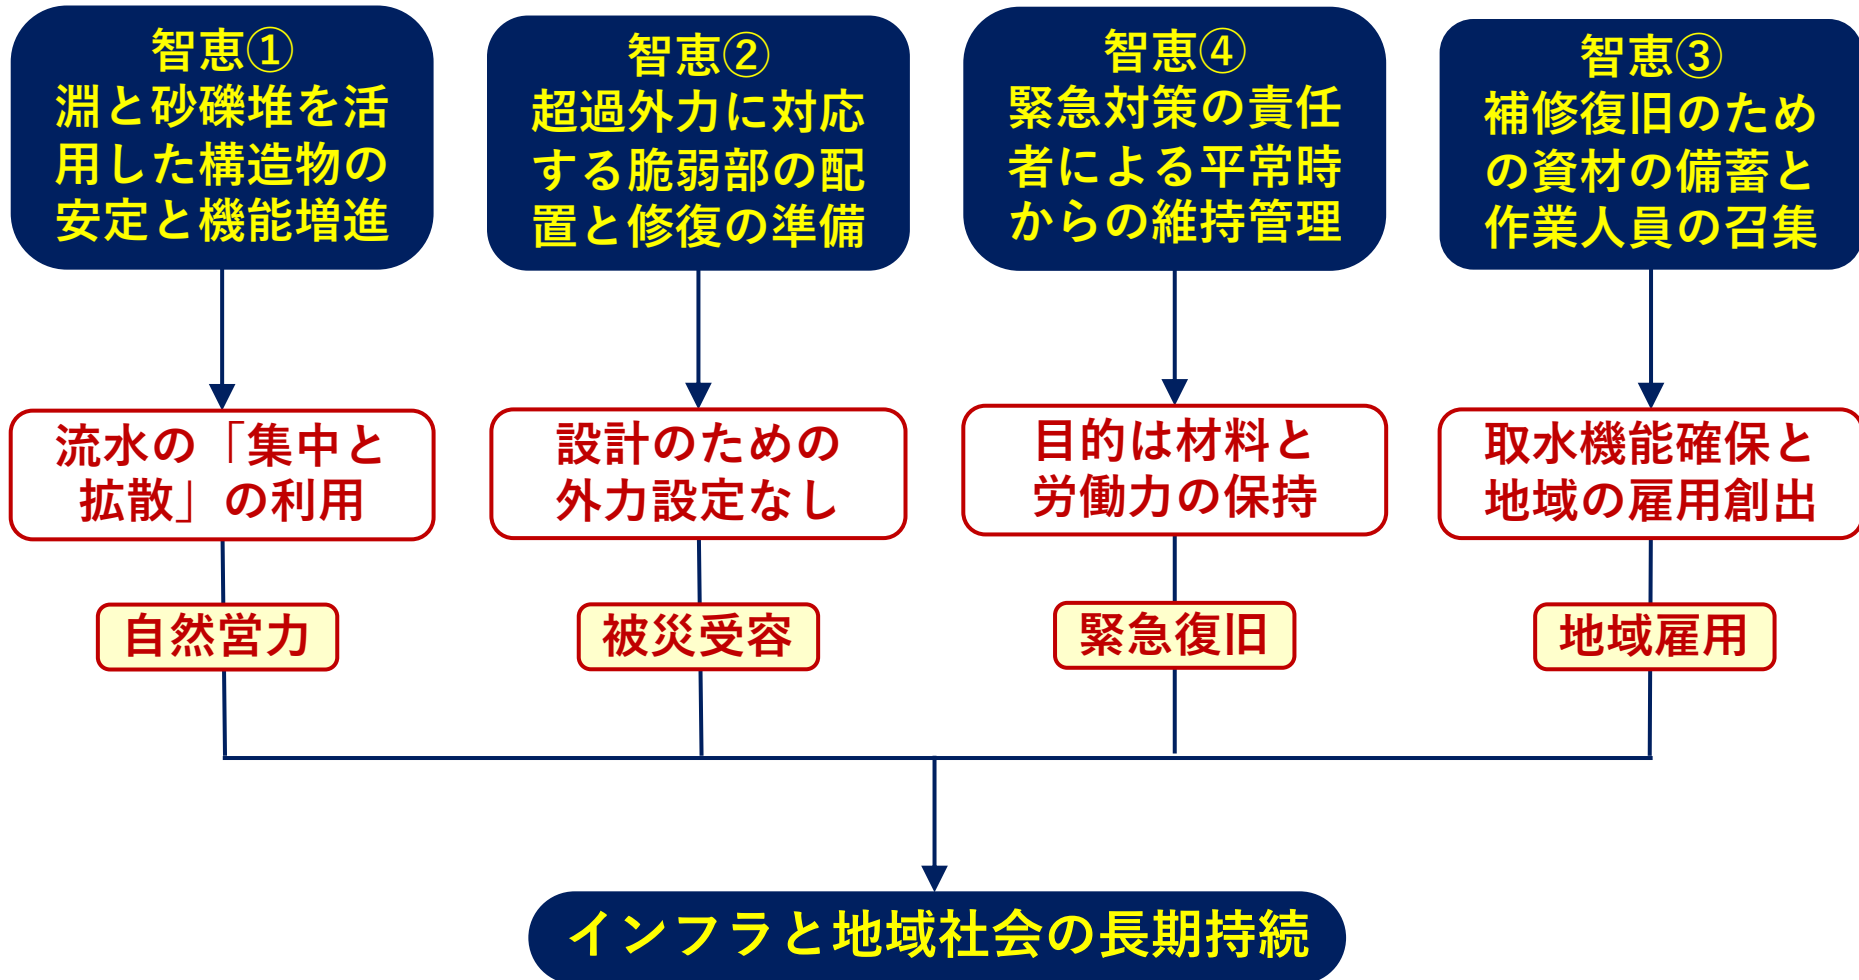 智恵①
淵と砂礫堆を活
用した構造物の
安定と機能増進
智恵②
超過外力に対応
する脆弱部の配
置と修復の準備
智恵④
緊急対策の責任
者による平常時
からの維持管理
智恵③
補修復旧のため
の資材の備蓄と
作業人員の召集
流水の「集中と
拡散」の利用
設計のための
外力設定なし
目的は材料と
労働力の保持
取水機能確保と
地域の雇用創出
自然営力
被災受容
緊急復旧
地域雇用
インフラと地域社会の長期持続